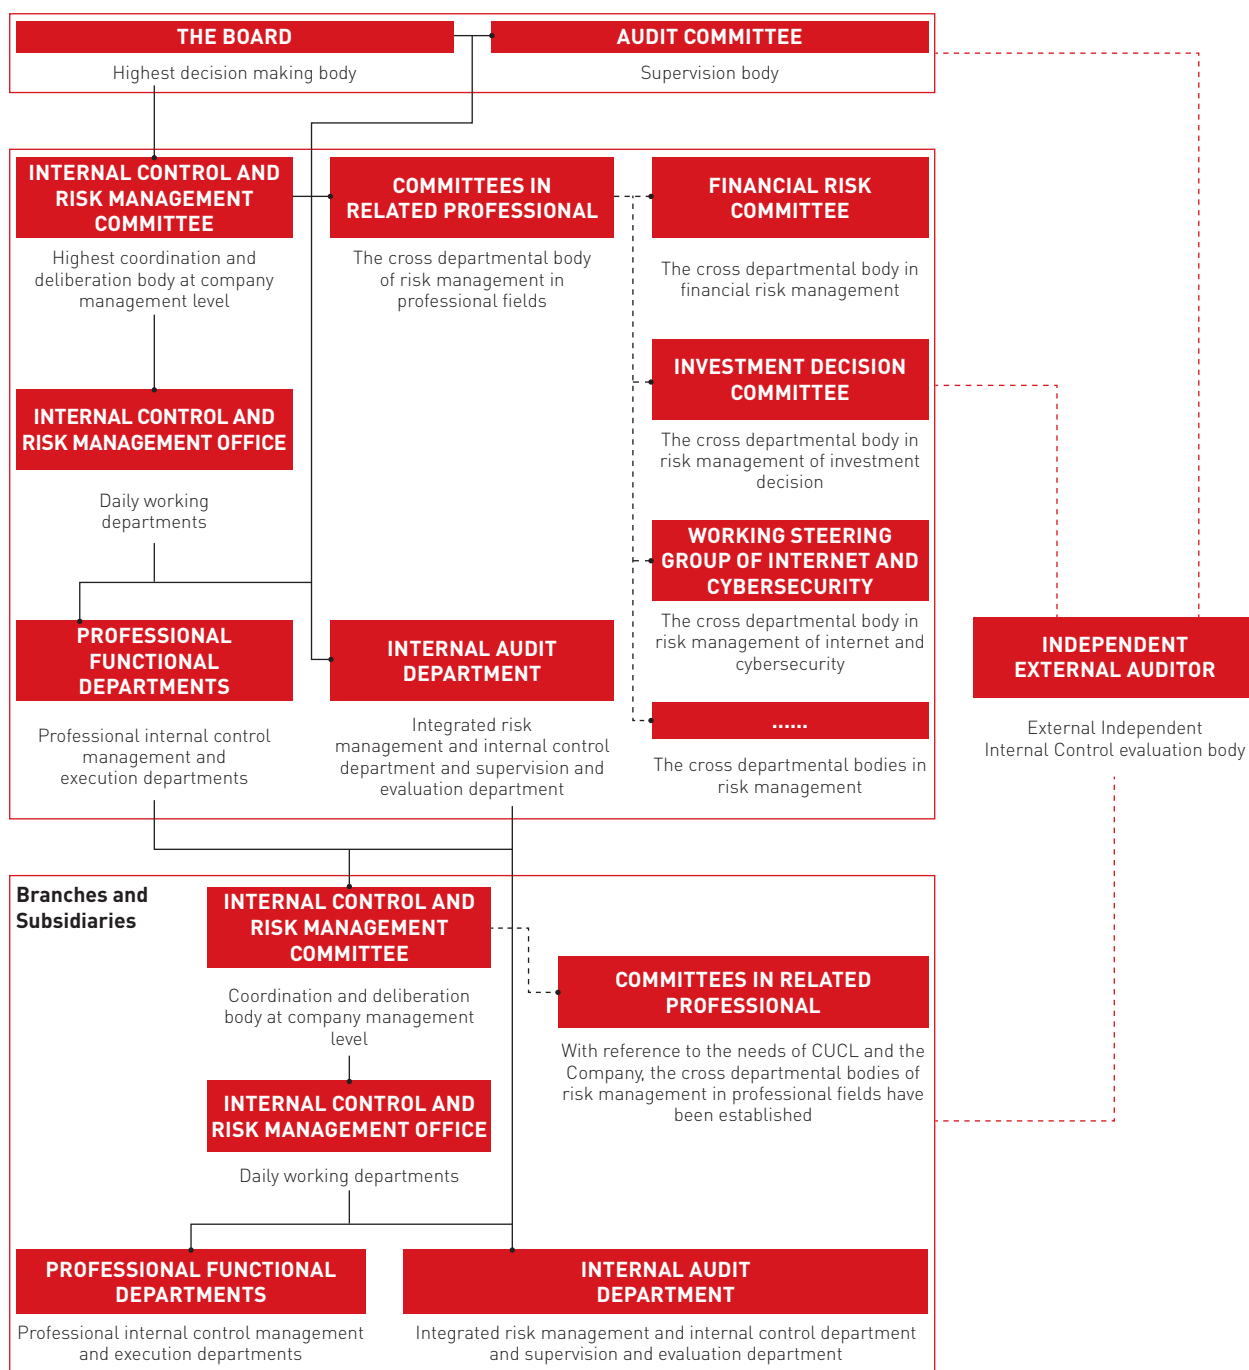 THE BOARD
Highest decision making body
AUDIT COMMITTEE
Supervision body
INTERNAL CONTROL AND
RISK MANAGEMENT
COMMITTEE
Highest coordination and
deliberation body at company
management level
COMMITTEES IN
RELATED PROFESSIONAL
The cross departmental body
of risk management in
professional fields
FINANCIAL RISK
COMMITTEE
The cross departmental body in
financial risk management
INVESTMENT DECISION
COMMITTEE
The cross departmental body in
risk management of investment
decision
INTERNAL CONTROL AND
RISK MANAGEMENT OFFICE
Daily working
departments
WORKING STEERING
GROUP OF INTERNET AND
CYBERSECURITY
The cross departmental body in
risk management of internet and
cybersecurity
PROFESSIONAL
FUNCTIONAL
DEPARTMENTS
Professional internal control
management and
execution departments
INTERNAL AUDIT
DEPARTMENT
Integrated risk
management and internal control
department and supervision and
evaluation department
......
The cross departmental bodies in
risk management
INDEPENDENT
EXTERNAL AUDITOR
External Independent
Internal Control evaluation body
Branches and
Subsidiaries
INTERNAL CONTROL AND
RISK MANAGEMENT
COMMITTEE
Coordination and deliberation
body at company management
level
COMMITTEES IN RELATED
PROFESSIONAL
With reference to the needs of CUCL and the
Company, the cross departmental bodies of
risk management in professional fields have
been established
INTERNAL CONTROL AND
RISK MANAGEMENT OFFICE
Daily working departments
PROFESSIONAL FUNCTIONAL
DEPARTMENTS
Professional internal control management
and execution departments
INTERNAL AUDIT
DEPARTMENT
Integrated risk management and internal control department
and supervision and evaluation department